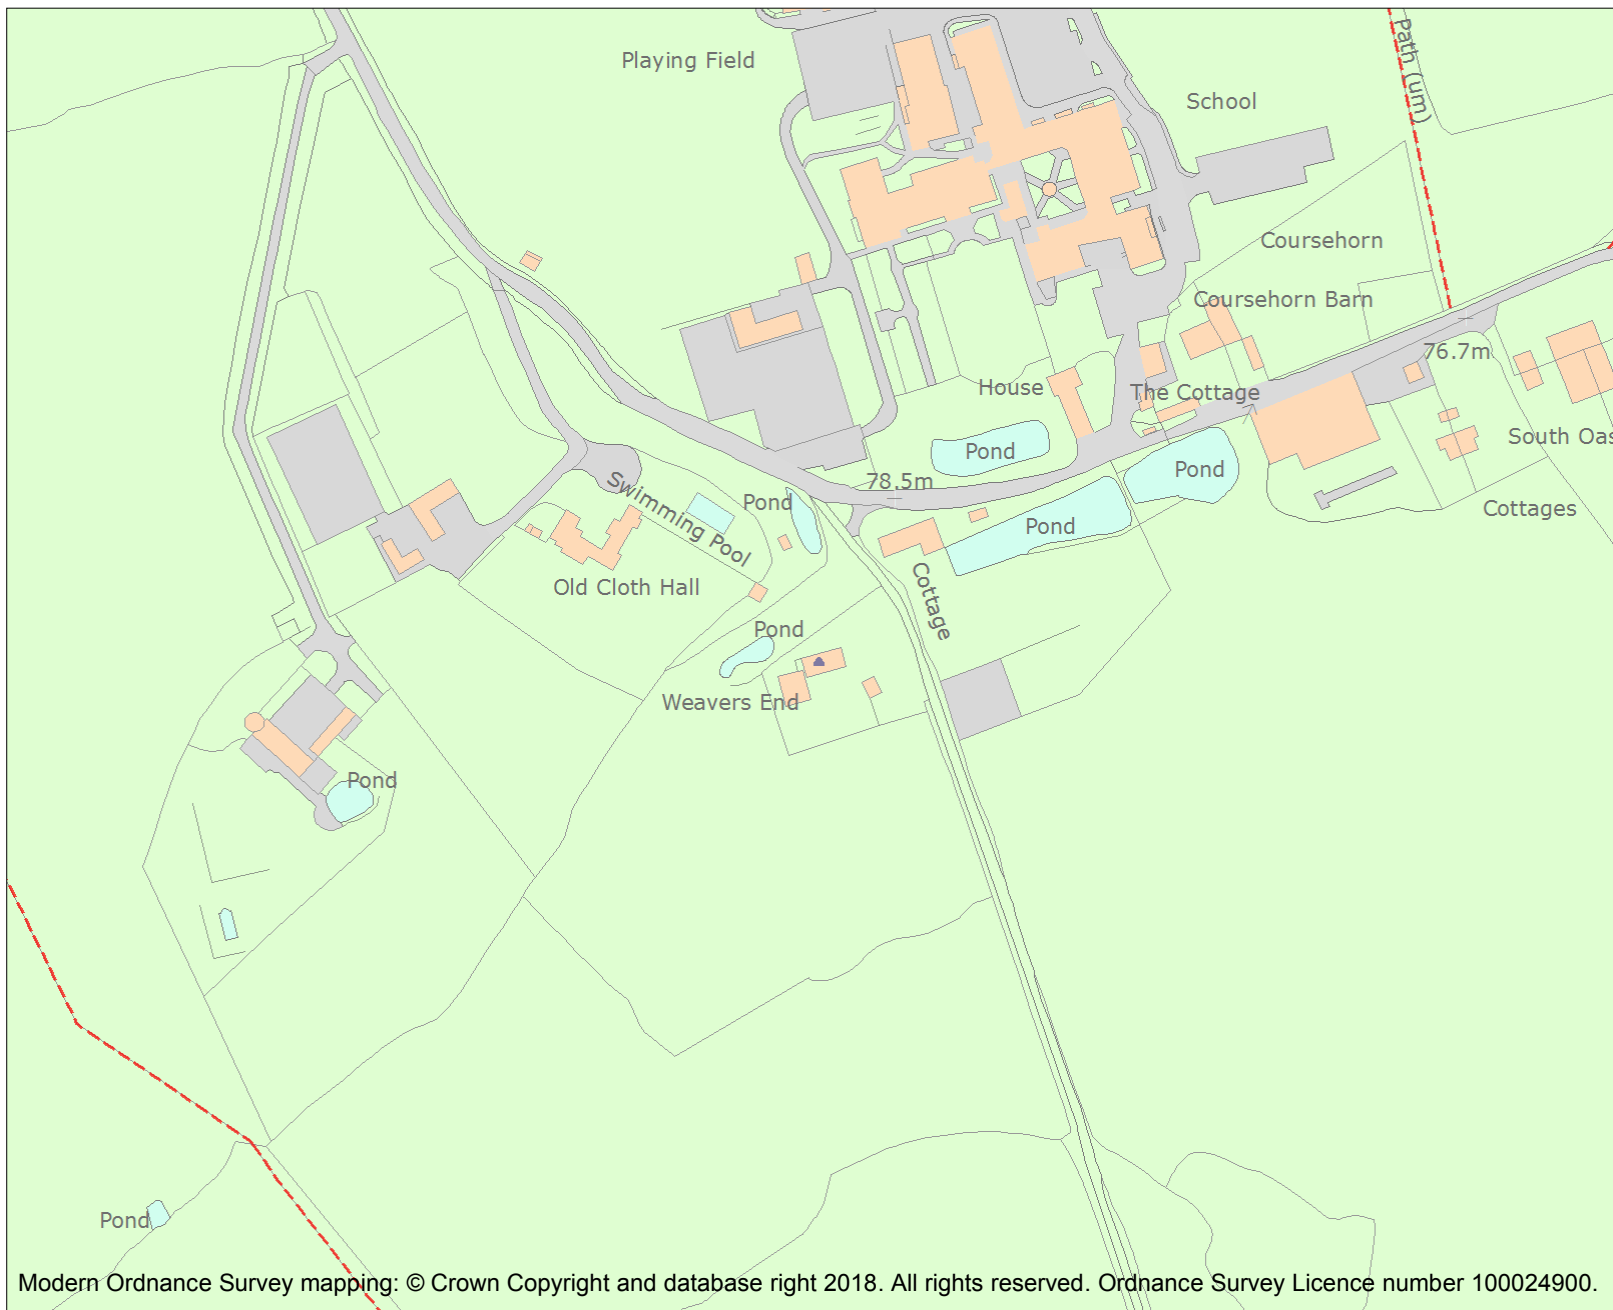 Path (um)
Playing Field
School
Coursehorn
Coursehorn Barn
76.7m
House
The Cottage
South Oas
Pond
Pond
78.5m
Swimming Pool
Pond
Pond
Cottages
Old Cloth Hall
Cottage
Pond
Weavers End
Pond
Pond
Modern Ordnance Survey mapping: © Crown Copyright and database right 2018. All rights reserved. Ordnance Survey Licence number 100024900.